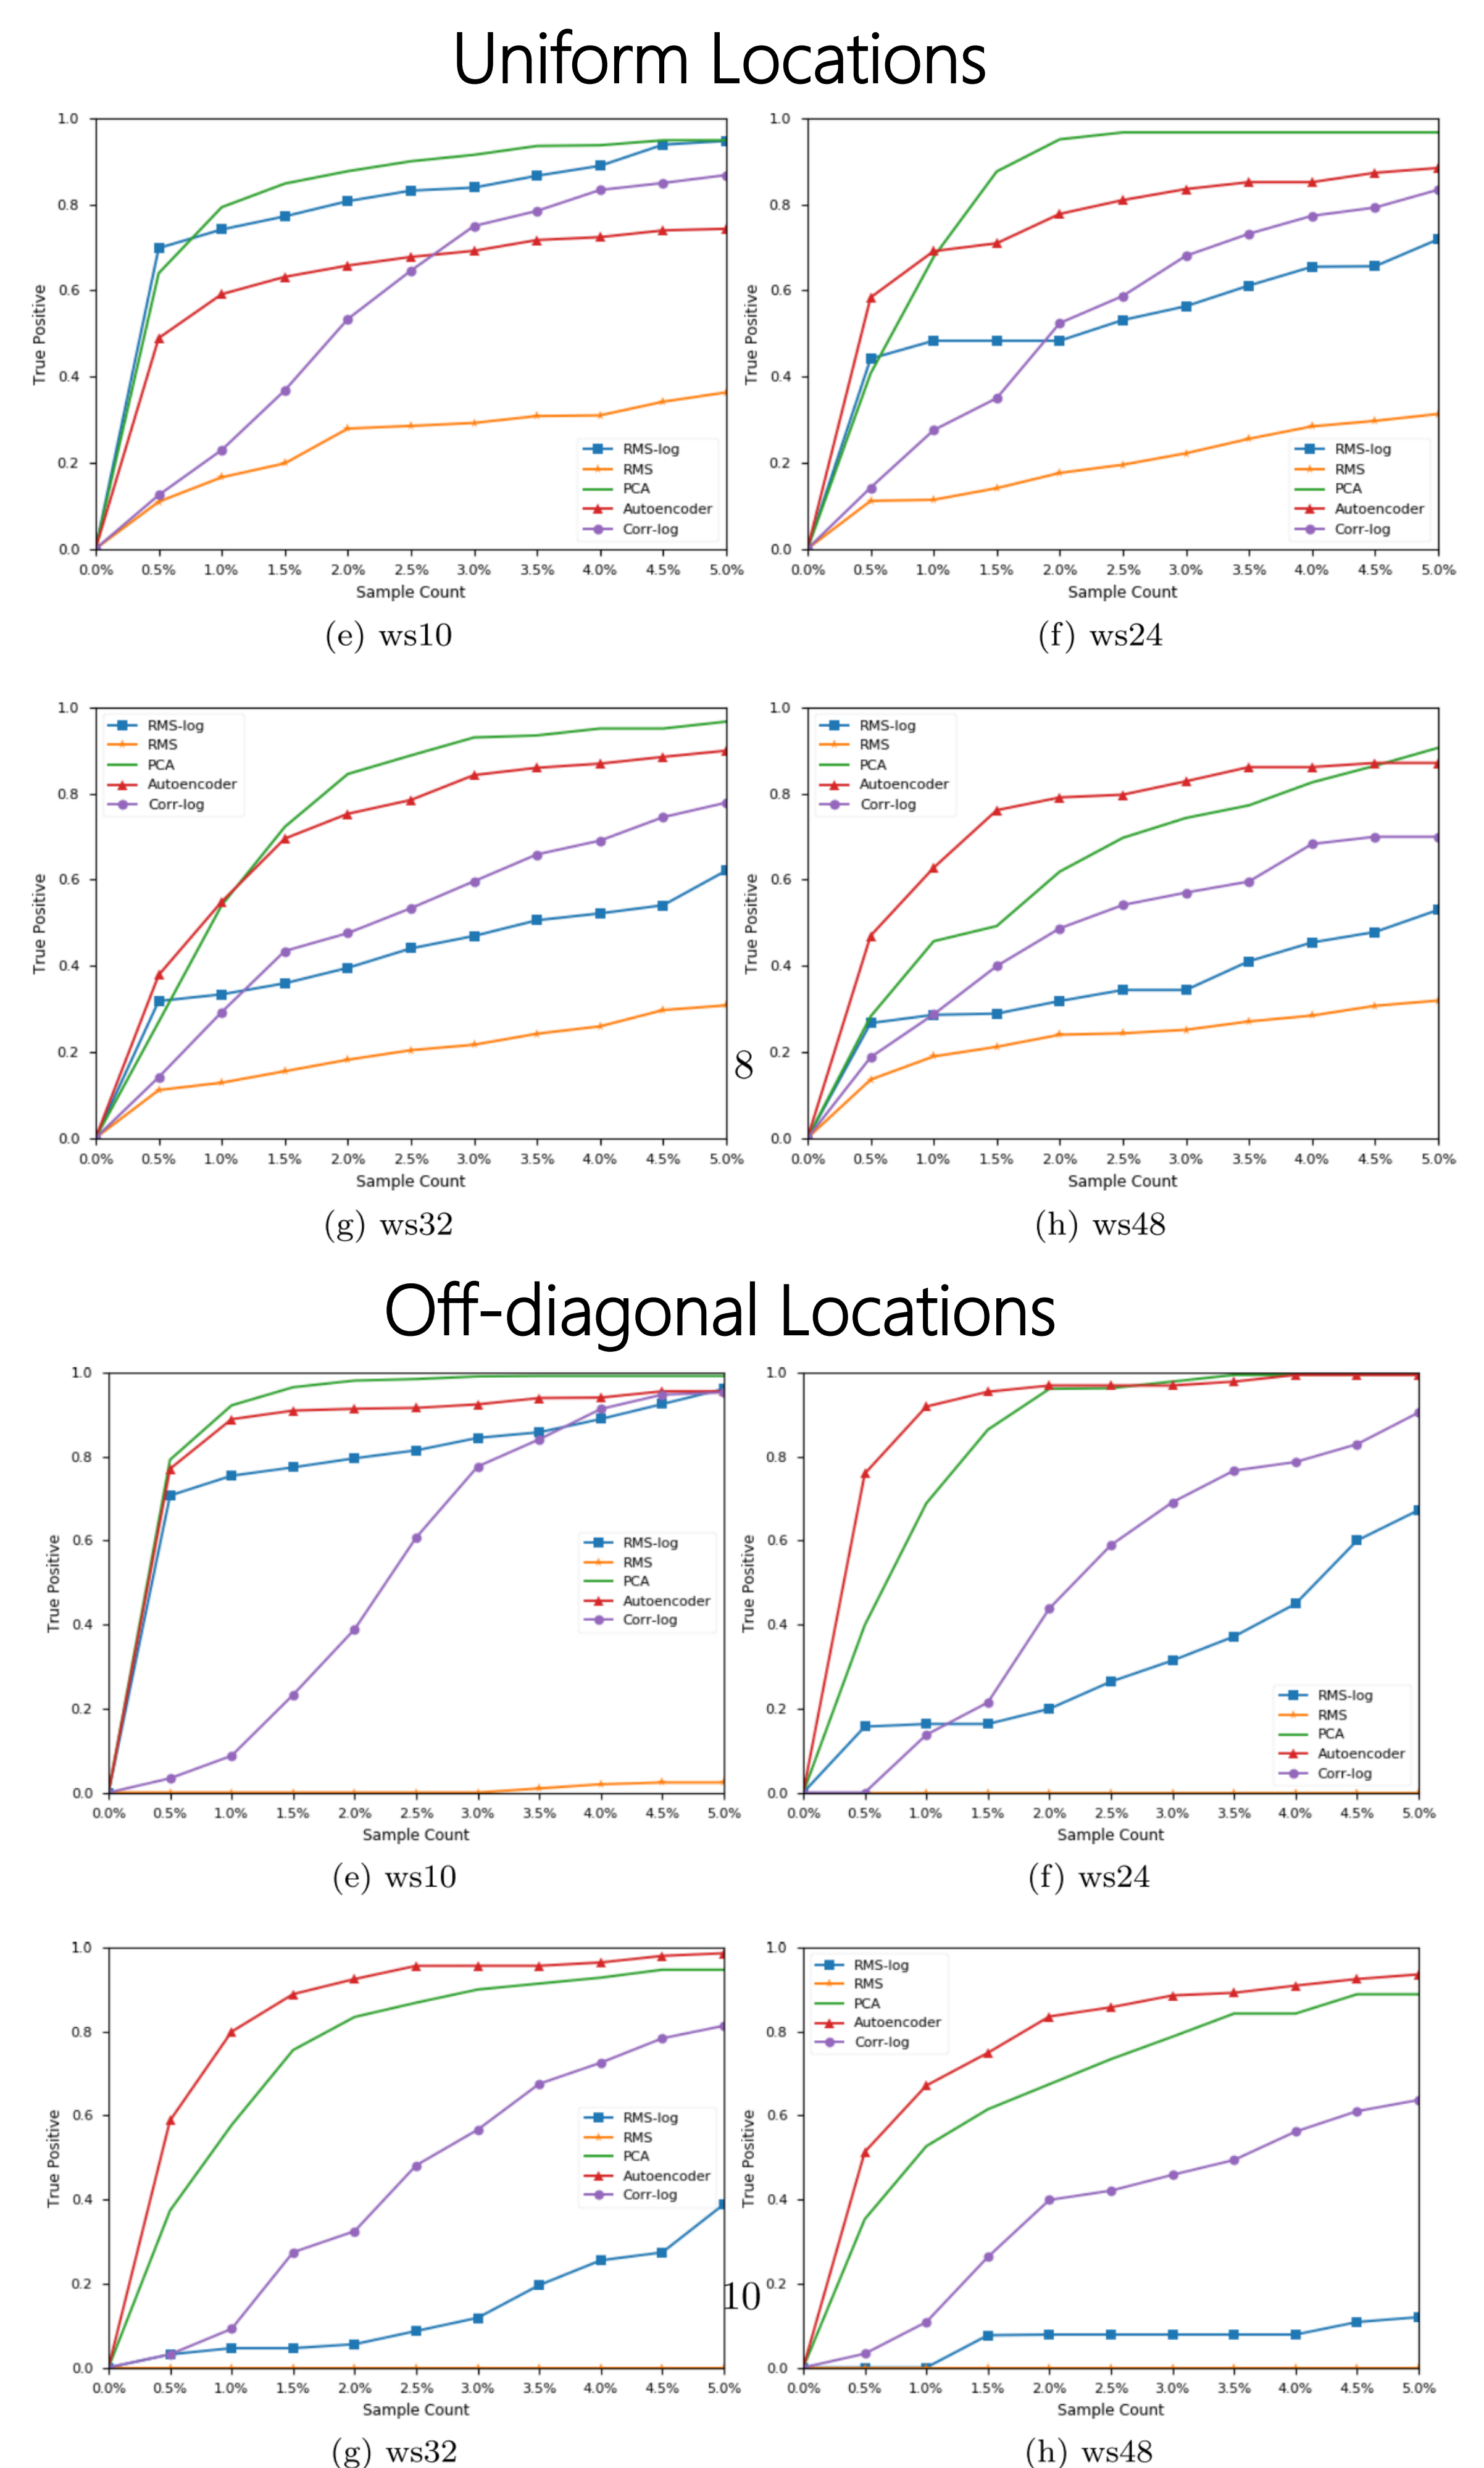 Uniform Locations
1.0
0.8
0.6
0.4
0.2
0.0
True Positive
RMS-log
RMS
PCA
Autoencoder
Corr-log
0.0% 0.5% 1.0% 1.5% 2.0% 2.5% 3.0% 3.5% 4.0% 4.5% 5.0%
Sample Count
(e) ws10
1.0
0.8
0.6
0.4
0.2
0.0
True Positive
RMS-log
RMS
PCA
Autoencoder
Corr-log
0.0% 0.5% 1.0% 1.5% 2.0% 2.5% 3.0% 3.5% 4.0% 4.5% 5.0%
Sample Count
(f) ws24
1.0
0.8
0.6
0.4
0.2
0.0
True Positive
RMS-log
RMS
PCA
Autoencoder
Corr-log
0.0% 0.5% 1.0% 1.5% 2.0% 2.5% 3.0% 3.5% 4.0% 4.5% 5.0%
Sample Count
(g) ws32
8
1.0
0.8
0.6
0.4
0.2
0.0
True Positive
RMS-log
RMS
PCA
Autoencoder
Corr-log
0.0% 0.5% 1.0% 1.5% 2.0% 2.5% 3.0% 3.5% 4.0% 4.5% 5.0%
Sample Count
(h) ws48
Off-diagonal Locations
1.0
0.8
0.6
0.4
0.2
0.0
True Positive
RMS-log
RMS
PCA
Autoencoder
Corr-log
0.0% 0.5% 1.0% 1.5% 2.0% 2.5% 3.0% 3.5% 4.0% 4.5% 5.0%
Sample Count
(e) ws10
1.0
0.8
0.6
0.4
0.2
0.0
True Positive
RMS-log
RMS
PCA
Autoencoder
Corr-log
0.0% 0.5% 1.0% 1.5% 2.0% 2.5% 3.0% 3.5% 4.0% 4.5% 5.0%
Sample Count
(f) ws24
1.0
0.8
0.6
0.4
0.2
0.0
True Positive
RMS-log
RMS
PCA
Autoencoder
Corr-log
0.0% 0.5% 1.0% 1.5% 2.0% 2.5% 3.0% 3.5% 4.0% 4.5% 5.0%
Sample Count
(g) ws32
10
1.0
0.8
0.6
0.4
0.2
0.0
True Positive
RMS-log
RMS
PCA
Autoencoder
Corr-log
0.0% 0.5% 1.0% 1.5% 2.0% 2.5% 3.0% 3.5% 4.0% 4.5% 5.0%
Sample Count
(h) ws48